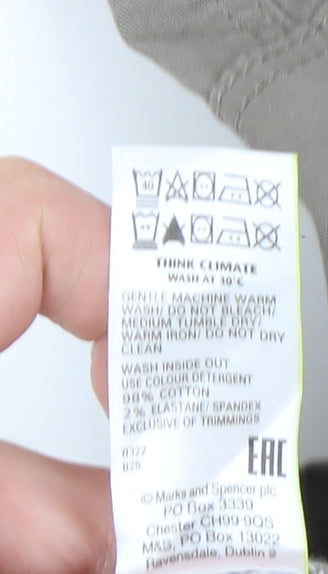 40
THINK CLIMATE
WASH AT 30°C
GENTLE MACHINE WARM
WASH/ DO NOT BLEACH/
MEDIUM TUMBLE DRY/
WARM IRON/ DO NOT DRY
CLEAN
WASH INSIDE OUT
USE COLOUR DETERGENT
98% COTTON
2% ELASTANE/ SPANDEX
EXCLUSIVE OF TRIMMINGS
EAC
© Marks and Spencer plc
PO Box 3339
Chester CH99 9QS
M&S, PO Box 13022
Ravensdale, Dublin 2